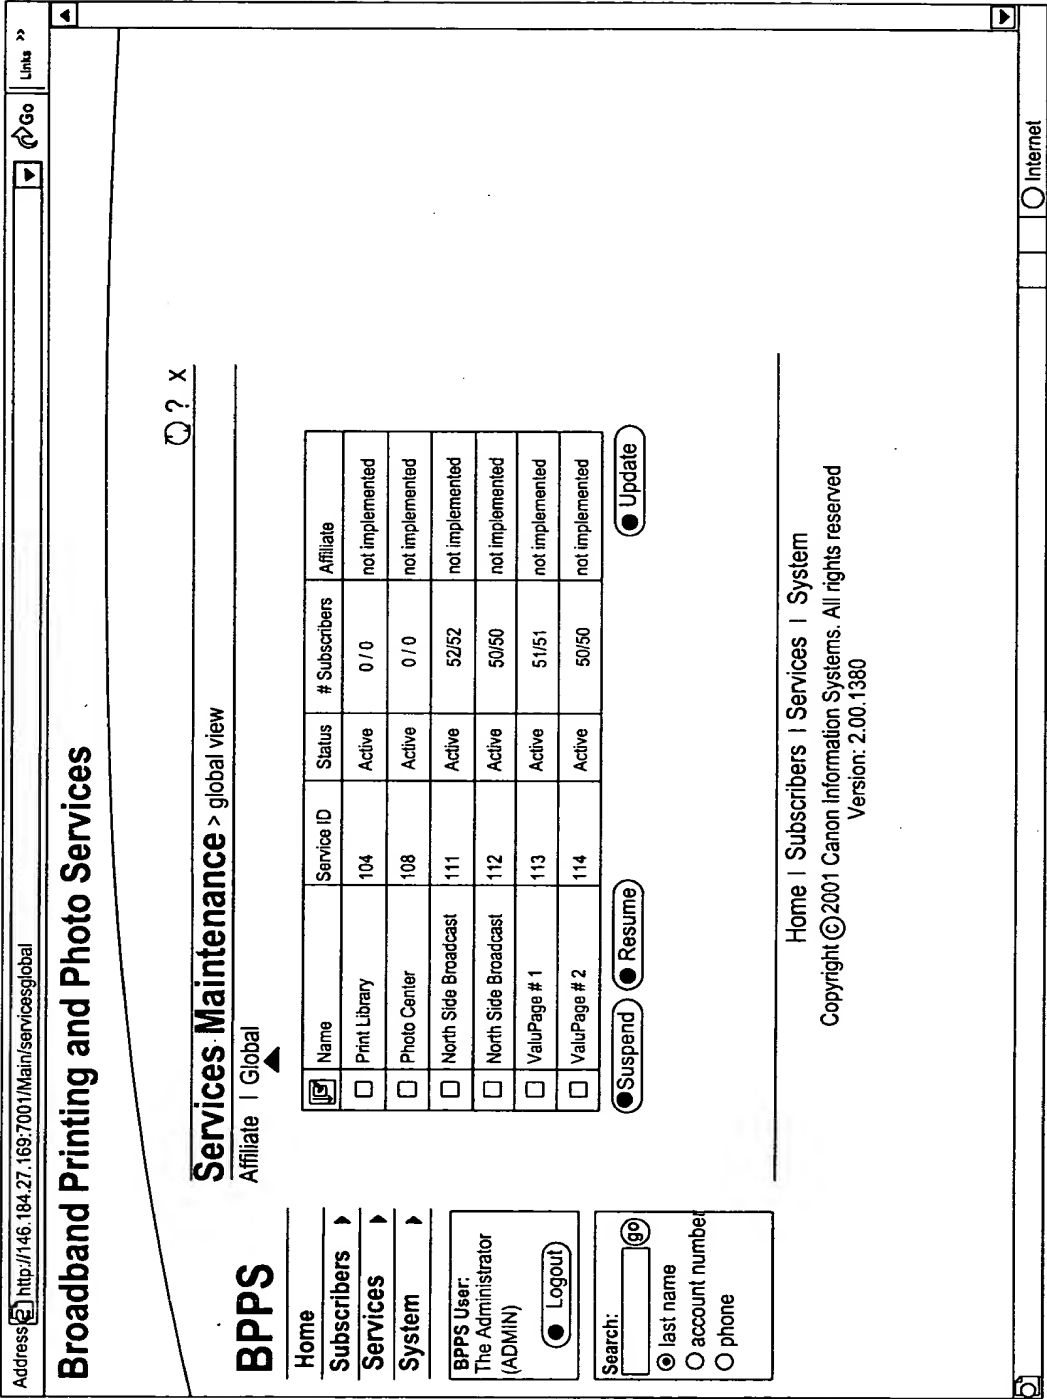 Address http://146.184.27.169:7001/Main/servicesglobal Go Links »
Broadband Printing and Photo Services
BPPS
Home
Subscribers
Services
System
BPPS User:
The Administrator
(ADMIN)
Logout
Search:
go
last name
account number
phone
? X
Services Maintenance > global view
Affiliate | Global
Name Service ID Status # Subscribers Affiliate
Print Library 104 Active 0 / 0 not implemented
Photo Center 108 Active 0 / 0 not implemented
North Side Broadcast 111 Active 52/52 not implemented
North Side Broadcast 112 Active 50/50 not implemented
ValuPage # 1 113 Active 51/51 not implemented
ValuPage # 2 114 Active 50/50 not implemented
Suspend Resume Update
Home | Subscribers | Services | System
Copyright © 2001 Canon Information Systems. All rights reserved
Version: 2.00.1380
Internet